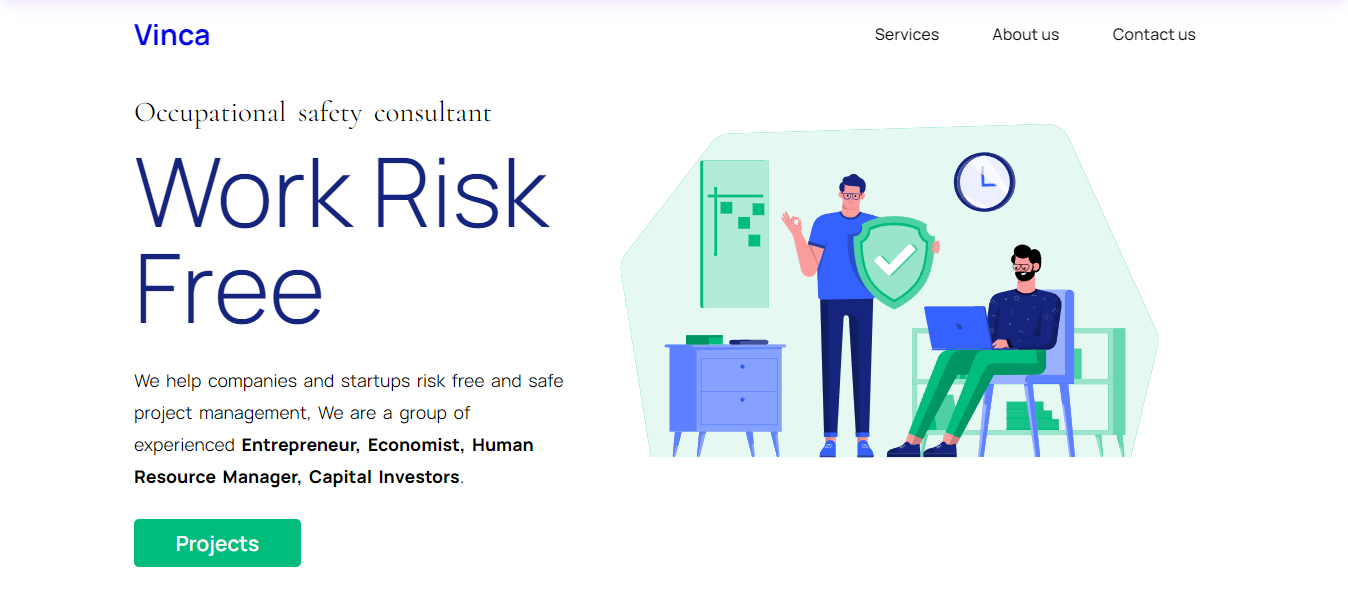 Vinca
Services
About us
Contact us
Occupational safety consultant
Work Risk
Free
We help companies and startups risk free and safe
project management, We are a group of
experienced Entrepreneur, Economist, Human
Resource Manager, Capital Investors.
Projects